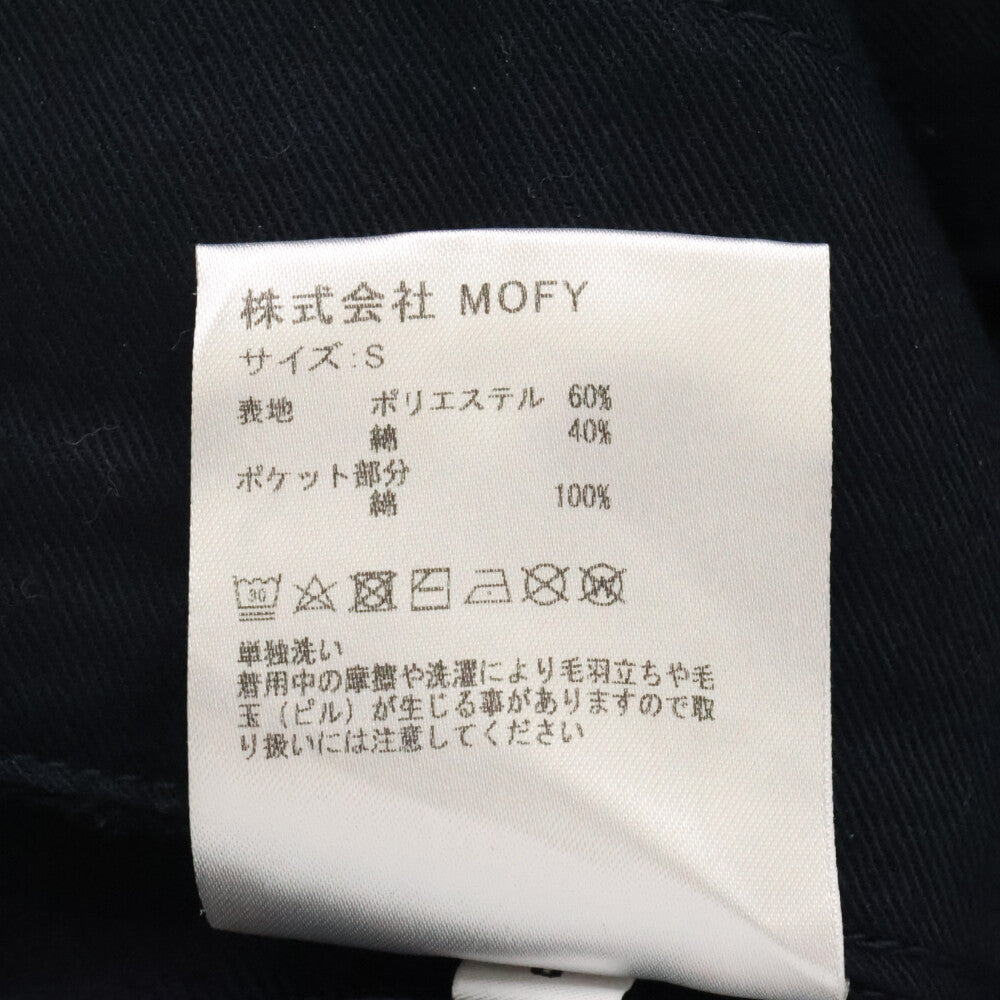 株式会社 MOFY
サイズ:S
表地 ポリエステル 60%
綿 40%
ポケット部分
綿 100%
30
W
単独洗い
着用中の摩擦や洗濯により毛羽立ちや毛
玉(ピル)が生じる事がありますので取
り扱いには注意してください